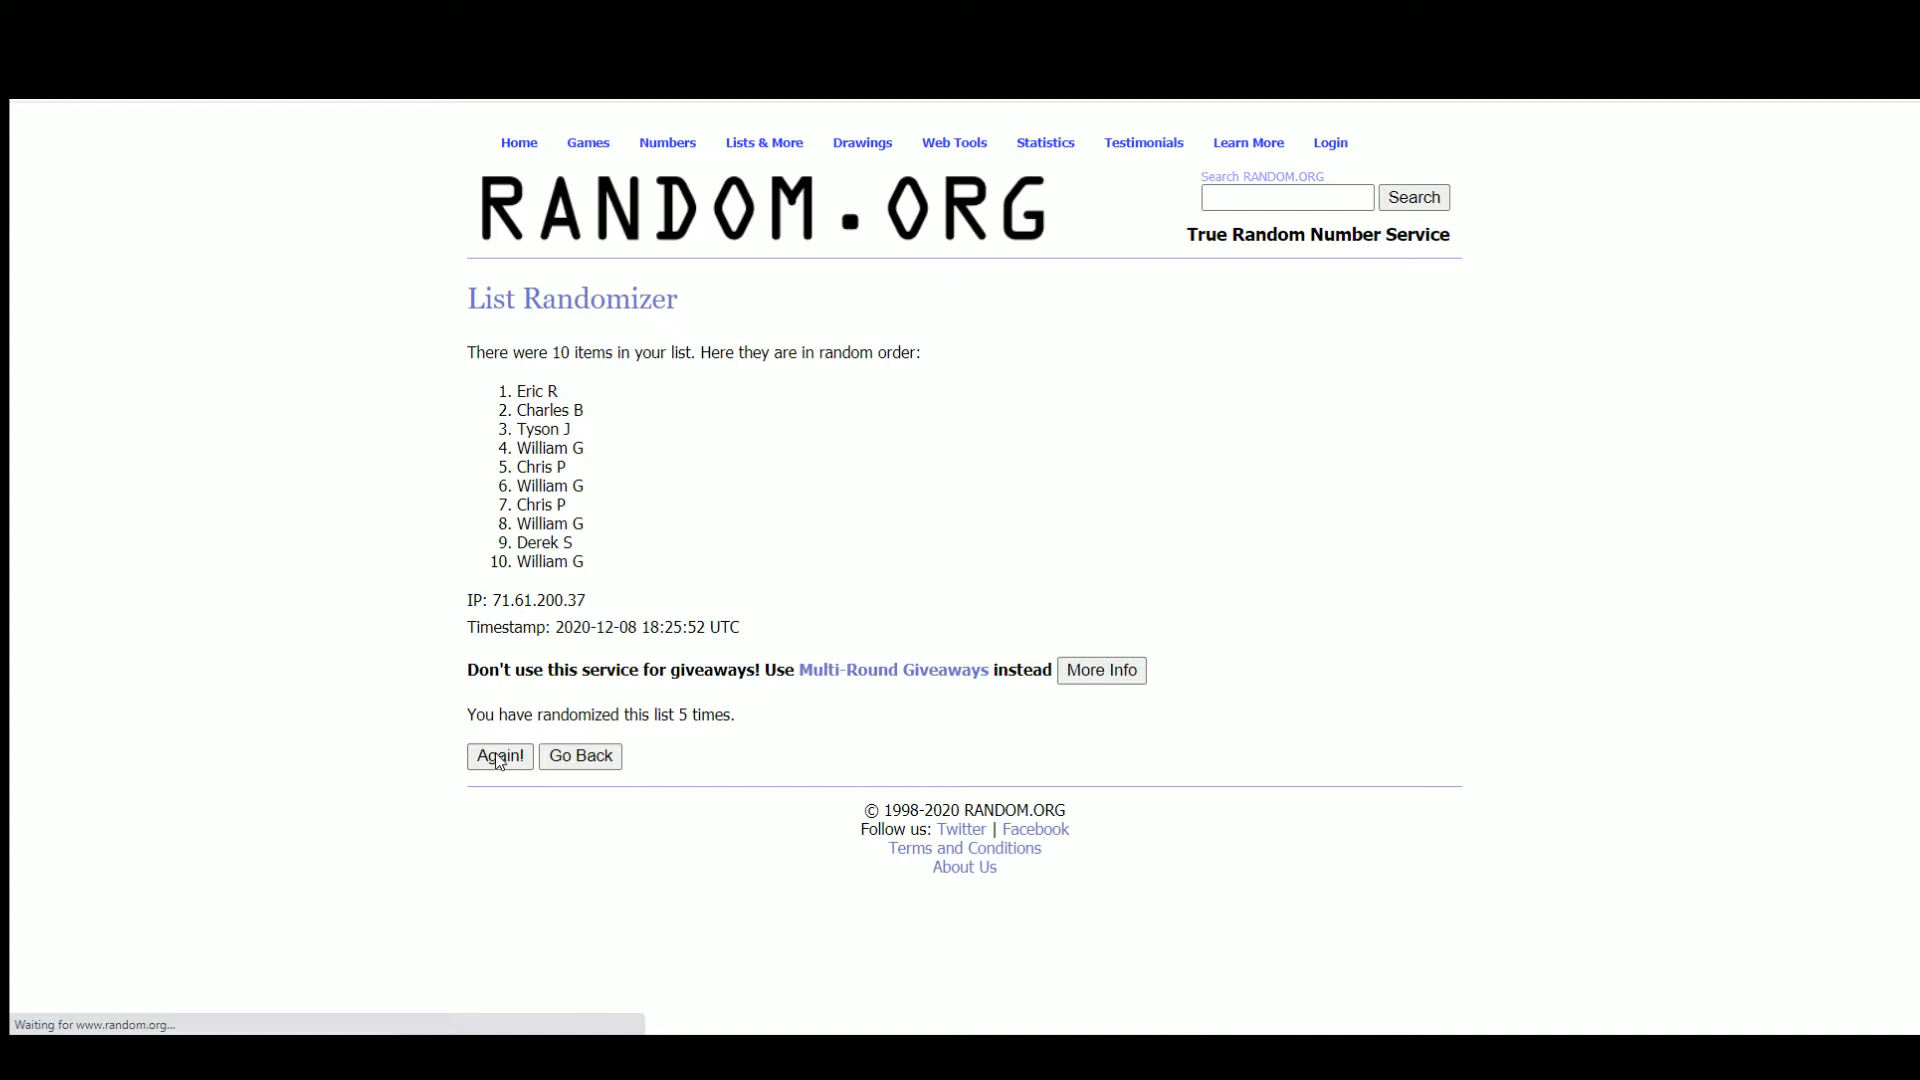 Home Games Numbers Lists & More Drawings Web Tools Statistics Testimonials Learn More Login
RANDOM.ORG
Search RANDOM.ORG
Search
True Random Number Service
List Randomizer
There were 10 items in your list. Here they are in random order:
1. Eric R
2. Charles B
3. Tyson J
4. William G
5. Chris P
6. William G
7. Chris P
8. William G
9. Derek S
10. William G
IP: 71.61.200.37
Timestamp: 2020-12-08 18:25:52 UTC
Don't use this service for giveaways! Use Multi-Round Giveaways instead More Info
You have randomized this list 5 times.
Again! Go Back
© 1998-2020 RANDOM.ORG
Follow us: Twitter | Facebook
Terms and Conditions
About Us
Waiting for www.random.org...